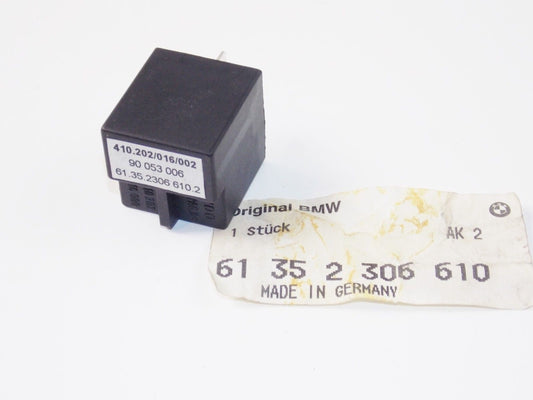 410.202/016/002
90 053 006
61.35.2306 610.2
Original BMW
1 Stück
AK 2
61 35 2 306 610
MADE IN GERMANY